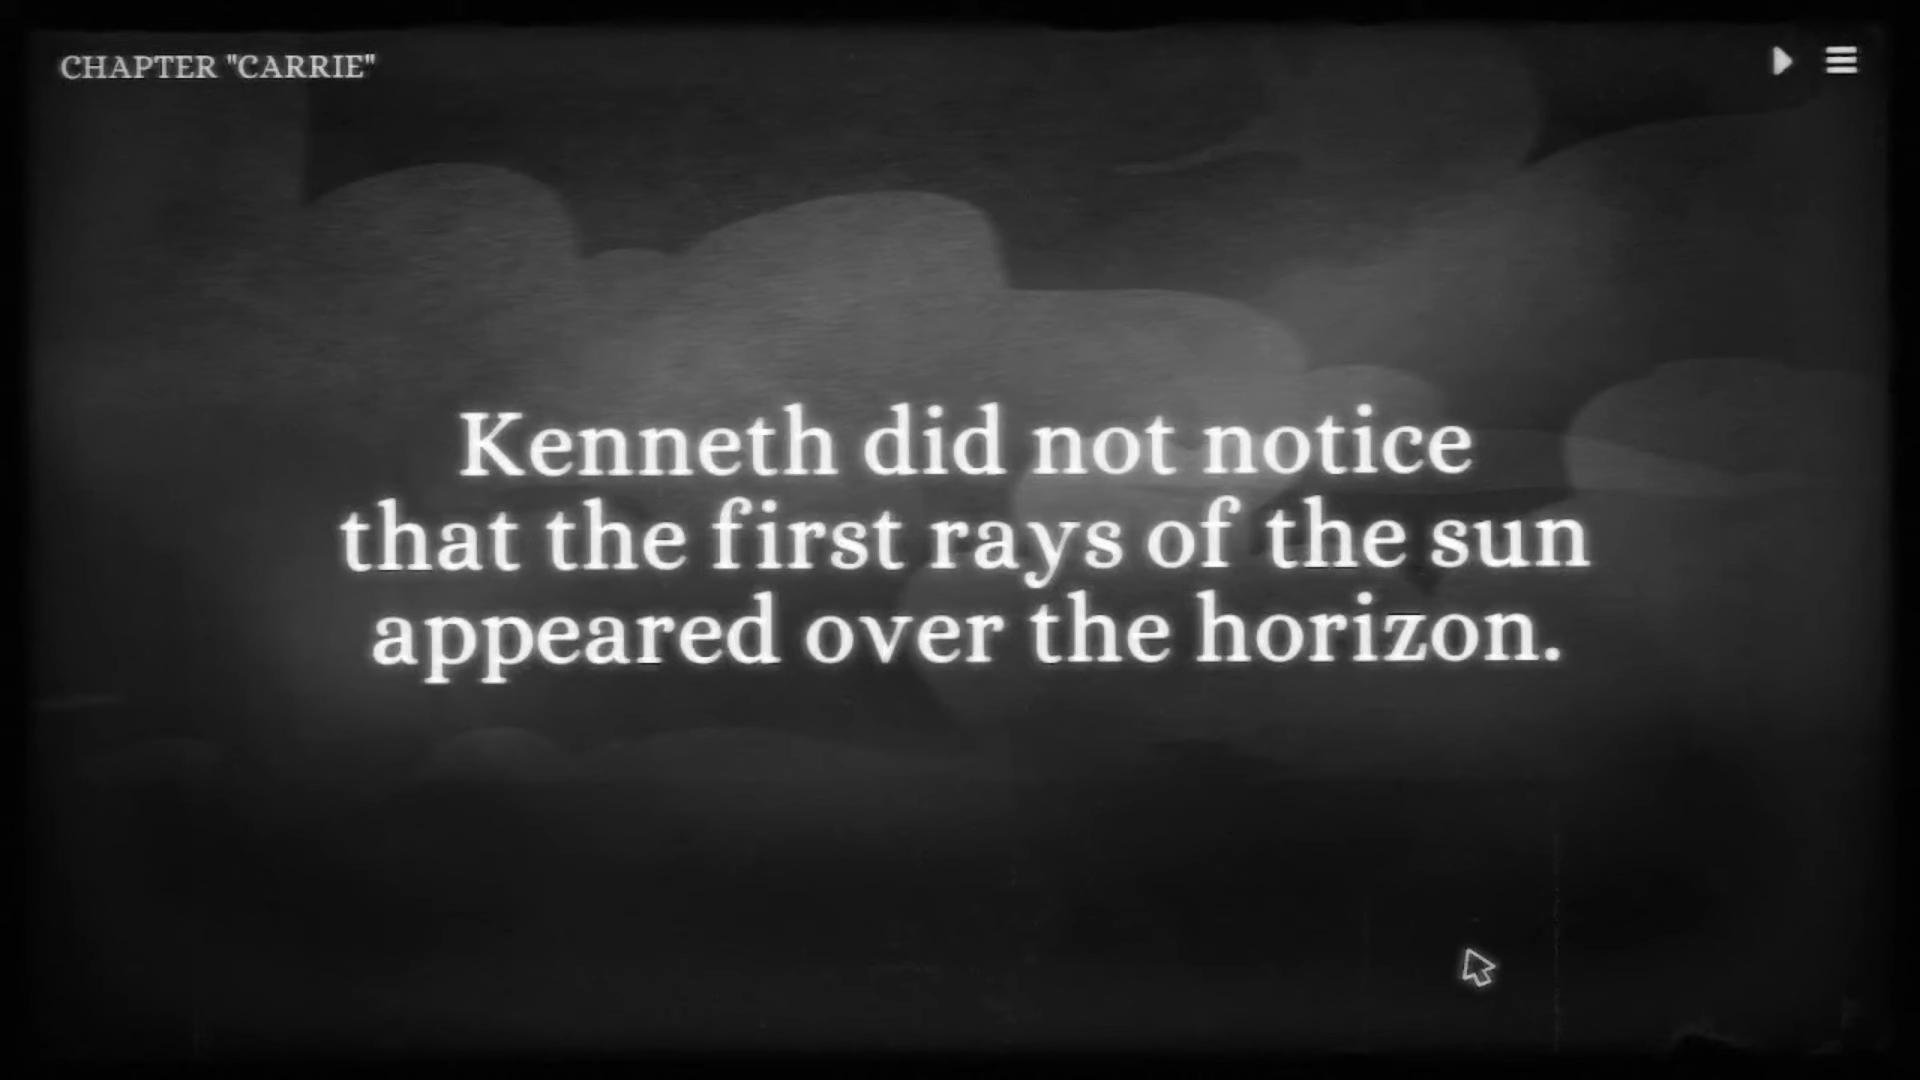 CHAPTER "CARRIE"
Kenneth did not notice
that the first rays of the sun
appeared over the horizon.